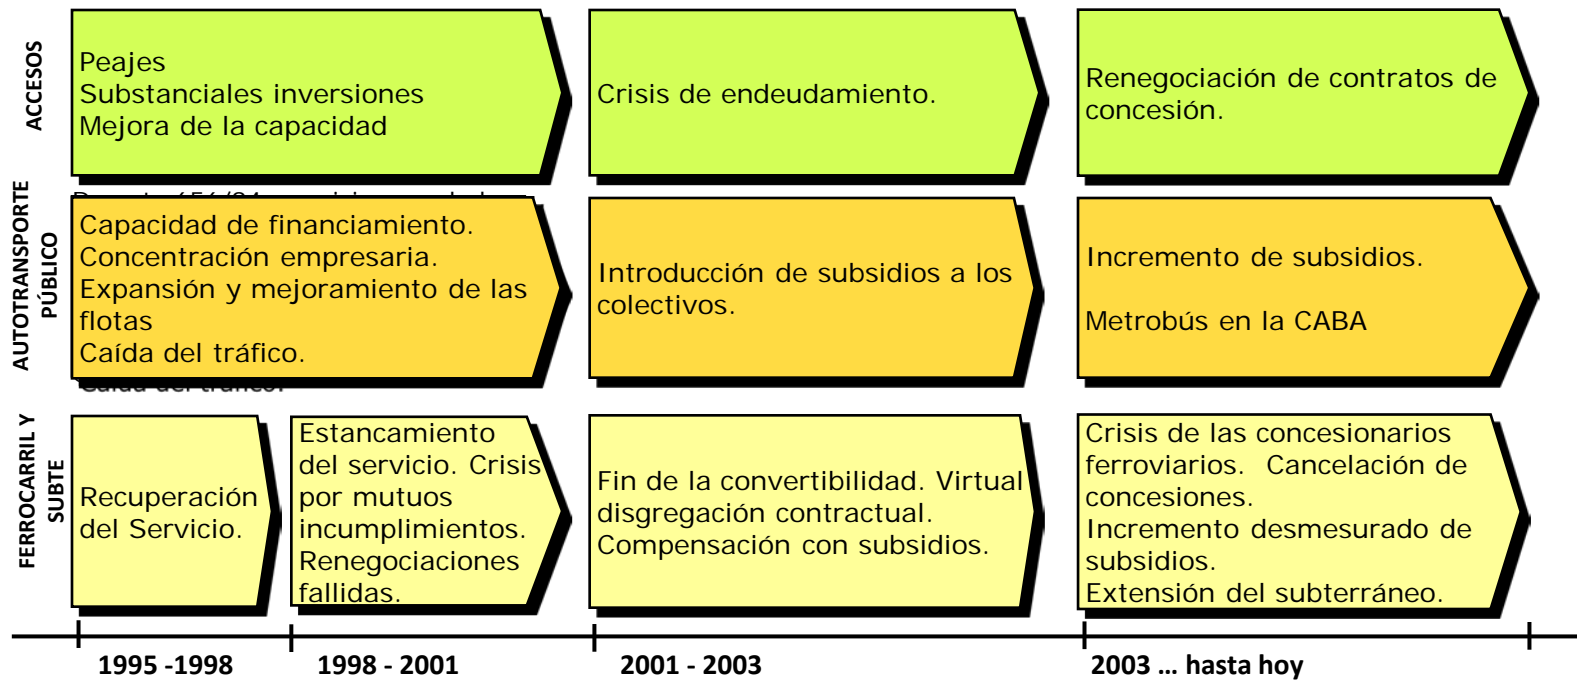 ACCESOS
Peajes
Substanciales inversiones
Mejora de la capacidad
Crisis de endeudamiento.
Renegociación de contratos de
concesión.
AUTOTRANSPORTE
PÚBLICO
Capacidad de financiamiento.
Concentración empresaria.
Expansión y mejoramiento de las
flotas
Caída del tráfico.
Caída del tráfico.
Introducción de subsidios a los
colectivos.
Incremento de subsidios.
Metrobús en la CABA
FERROCARRIL Y
SUBTE
Recuperación
del Servicio.
Estancamiento
del servicio. Crisis
por mutuos
incumplimientos.
Renegociaciones
fallidas.
Fin de la convertibilidad. Virtual
disgregación contractual.
Compensación con subsidios.
Crisis de las concesionarios
ferroviarios. Cancelación de
concesiones.
Incremento desmesurado de
subsidios.
Extensión del subterráneo.
1995 -1998
1998 - 2001
2001 - 2003
2003 ... hasta hoy